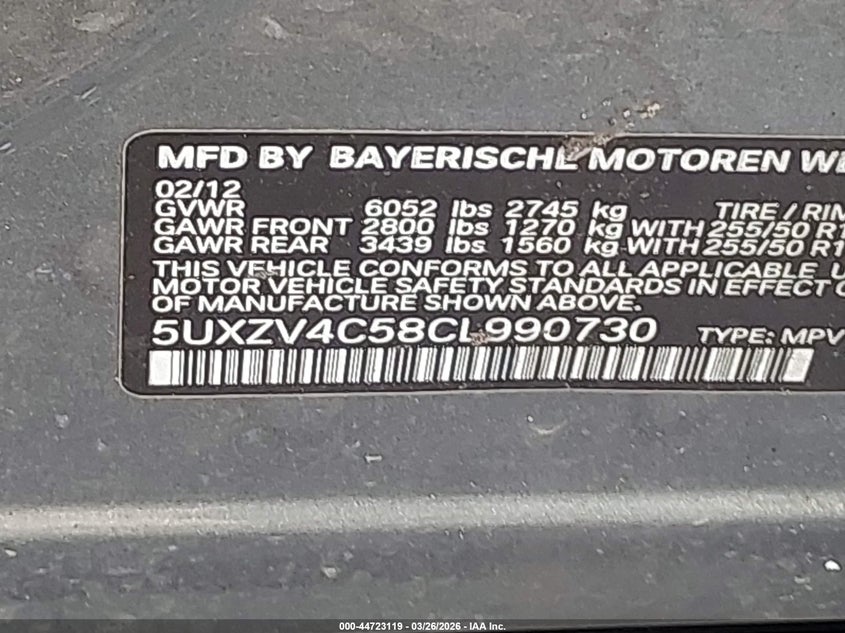 MFD BY BAYERISCHE MOTOREN WE
02/12
GVWR 6052 lbs 2745 kg TIRE / RIM
GAWR FRONT 2800 lbs 1270 kg WITH 255/50 R1
GAWR REAR 3439 lbs 1560 kg WITH 255/50 R1
THIS VEHICLE CONFORMS TO ALL APPLICABLE U
MOTOR VEHICLE SAFETY STANDARDS IN EFFECT O
OF MANUFACTURE SHOWN ABOVE.
5UXZV4C58CL990730 TYPE: MPV
000-44723119 - 03/26/2026 - IAA Inc.